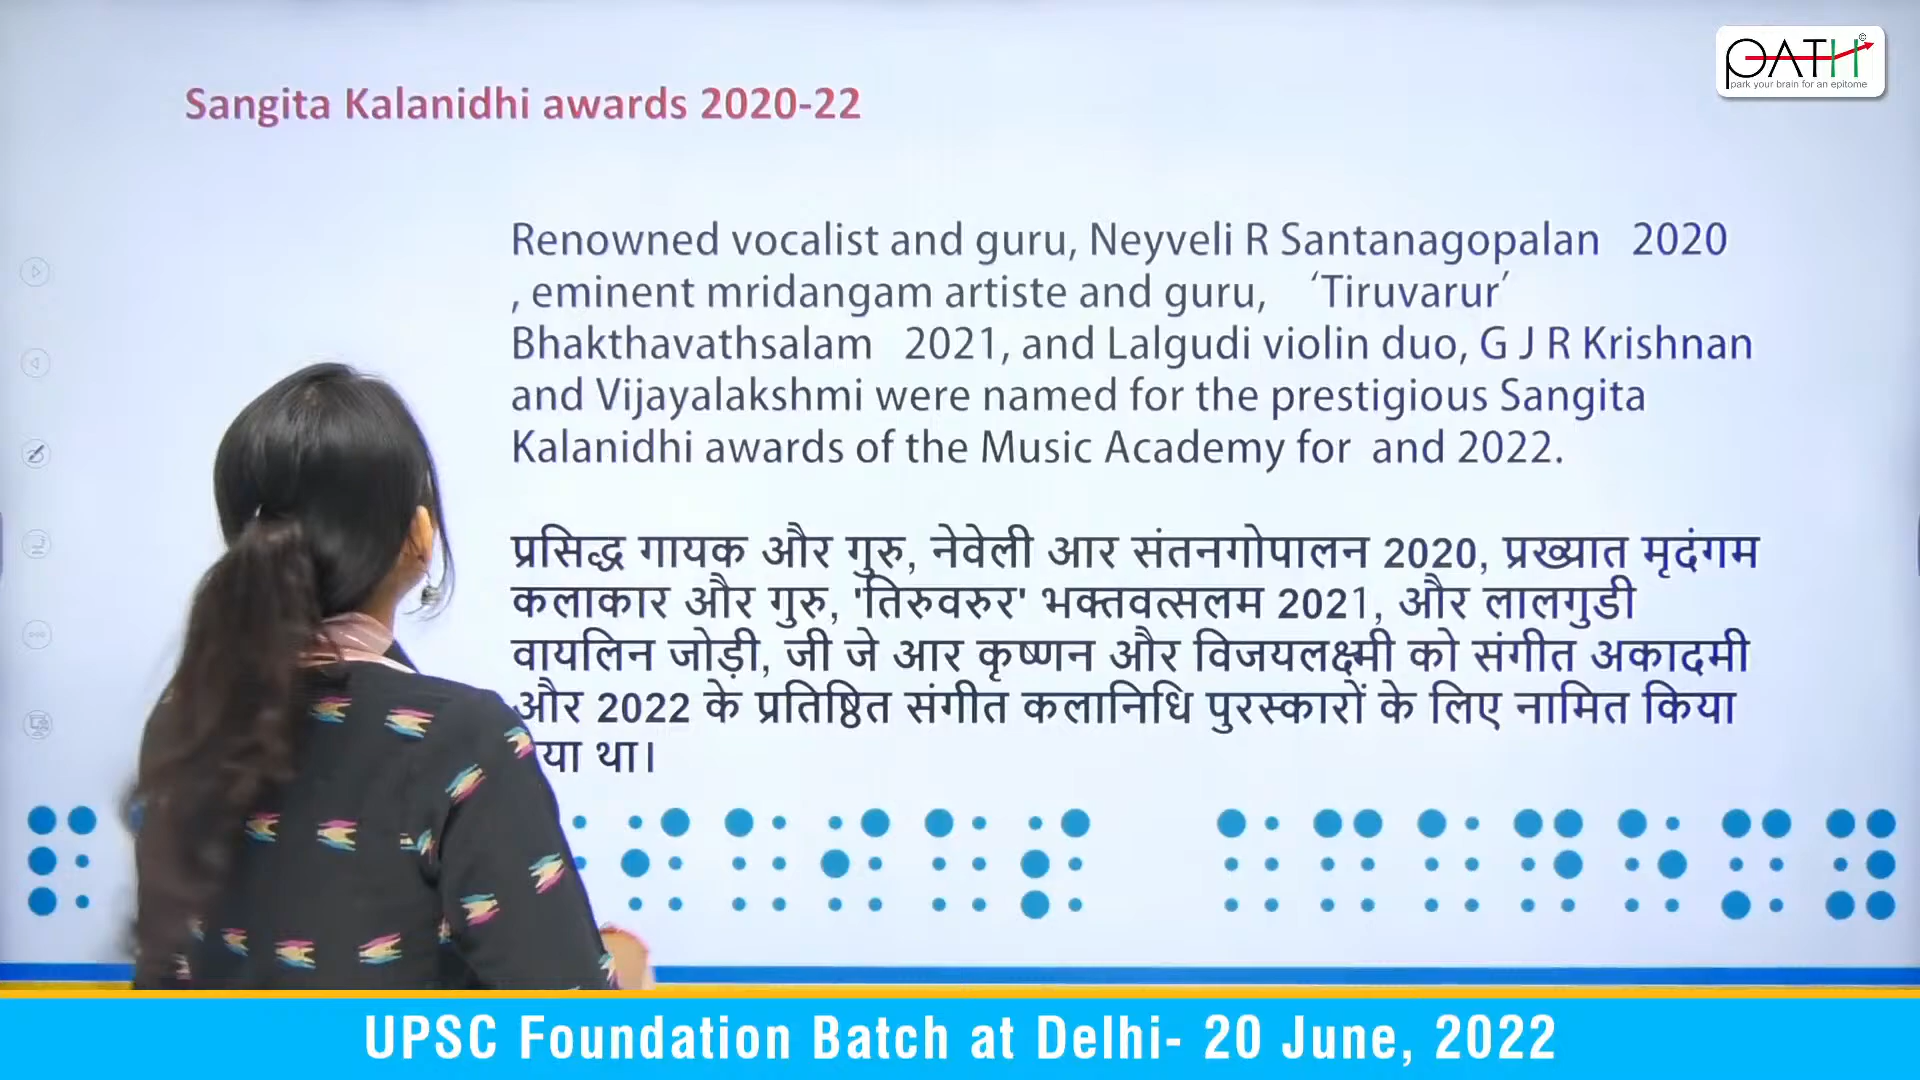 PATH©
park your brain for an epitome
Sangita Kalanidhi awards 2020-22
Renowned vocalist and guru, Neyveli R Santanagopalan 2020
, eminent mridangam artiste and guru, ‘Tiruvarur’
Bhakthavathsalam 2021, and Lalgudi violin duo, G J R Krishnan
and Vijayalakshmi were named for the prestigious Sangita
Kalanidhi awards of the Music Academy for and 2022.
प्रसिद्ध गायक और गुरु, नेवेली आर संतनगोपालन 2020, प्रख्यात मृदंगम
कलाकार और गुरु, 'तिरुवरुर' भक्तवत्सलम 2021, और लालगुडी
वायलिन जोड़ी, जी जे आर कृष्णन और विजयलक्ष्मी को संगीत अकादमी
और 2022 के प्रतिष्ठित संगीत कलानिधि पुरस्कारों के लिए नामित किया
था।
UPSC Foundation Batch at Delhi- 20 June, 2022